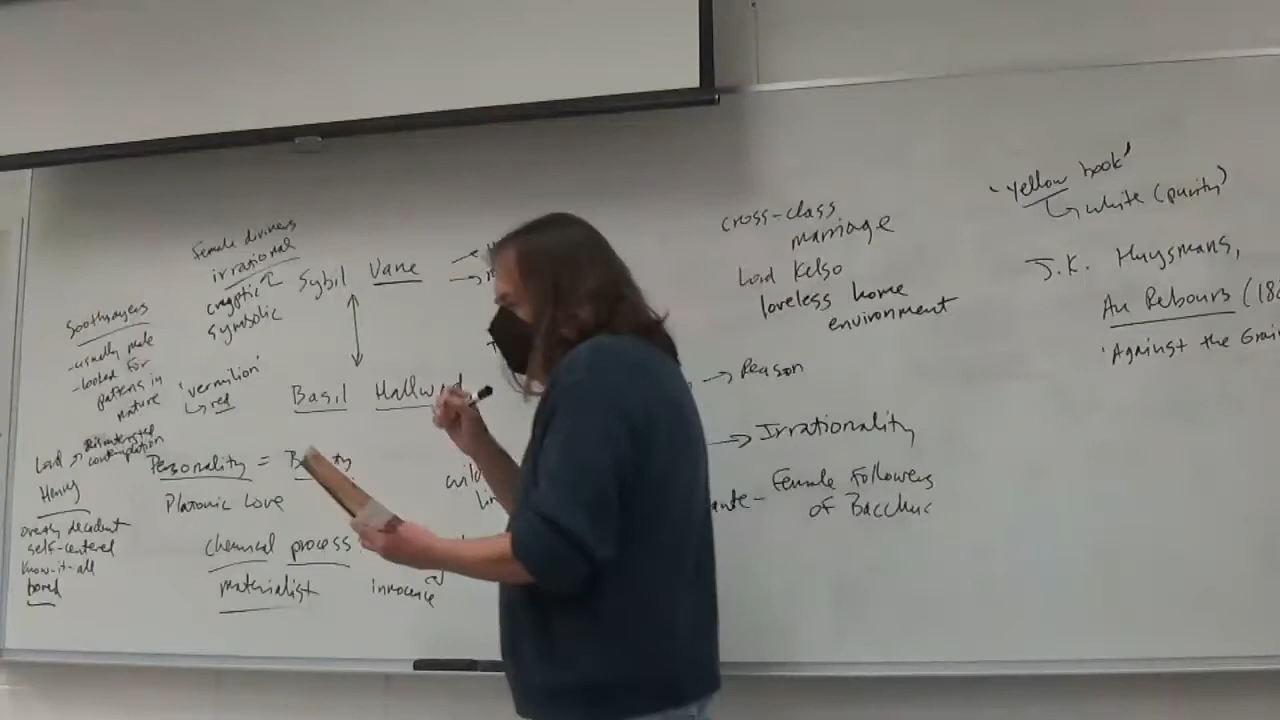 Soothsayers
-usually male
-looked for
patterns in
nature
Female diviners
irrational
cryptic
symbolic
'vermilion'
↳ red
Sybil Vane
Basil Hallw
Lord
Henry
→ disinterested
contemplation
overly decadent
self-centered
know-it-all
bored
Personality =
Platonic Love
chemical process
materialist
innocence
cross-class
marriage
Lord Kelso
loveless home
environment
→ Reason
→ Irrationality
ante - Female Followers
of Bacchus
'yellow book'
↳ white (purity)
J.K. Huysmans,
Au Rebours (18
'Against the Grai